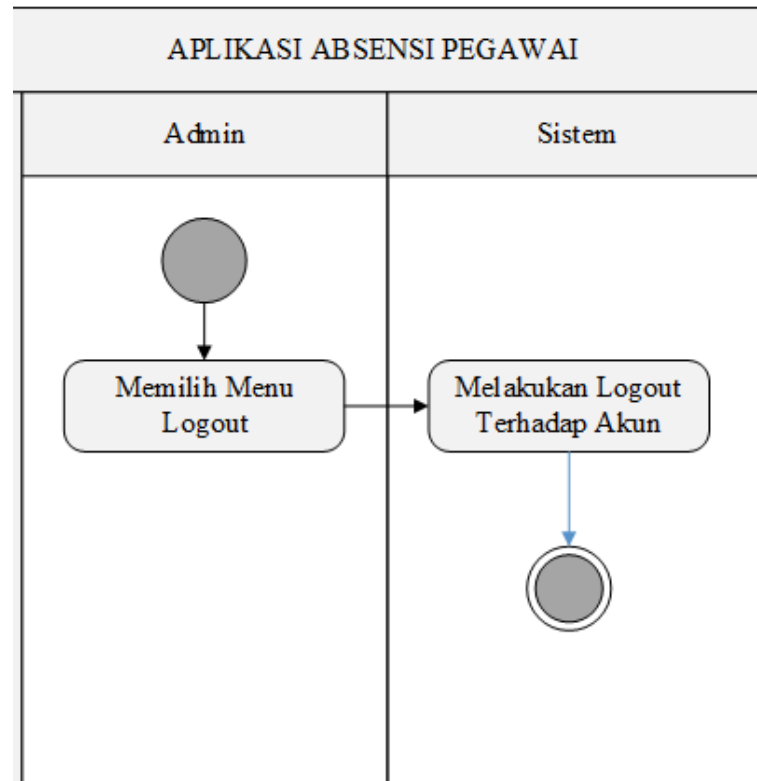 APLIKASI ABSENSI PEGAWAI
Admin
Sistem
Memilih Menu
Logout
Melakukan Logout
Terhadap Akun